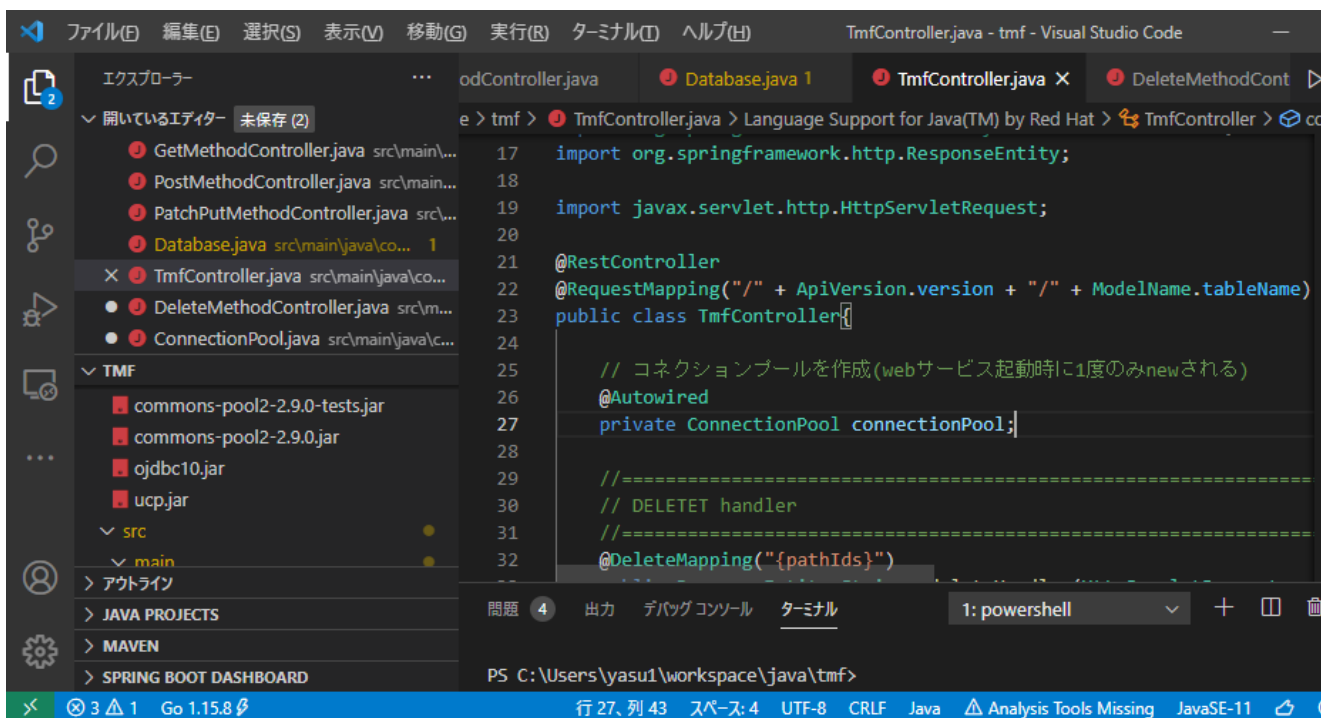 ファイル(F) 編集(E) 選択(S) 表示(V) 移動(G) 実行(R) ターミナル(T) ヘルプ(H) TmfController.java - tmf - Visual Studio Code
エクスプローラー
odController.java Database.java 1 TmfController.java DeleteMethodCont
開いているエディター 未保存 (2)
e > tmf > TmfController.java > Language Support for Java(TM) by Red Hat > TmfController > co
GetMethodController.java src\main\...
PostMethodController.java src\main...
PatchPutMethodController.java src\...
Database.java src\main\java\co... 1
TmfController.java src\main\java\co...
DeleteMethodController.java src\m...
ConnectionPool.java src\main\java\c...
TMF
commons-pool2-2.9.0-tests.jar
commons-pool2-2.9.0.jar
ojdbc10.jar
ucp.jar
src
main
アウトライン
JAVA PROJECTS
MAVEN
SPRING BOOT DASHBOARD
2
17 import org.springframework.http.ResponseEntity;
18
19 import javax.servlet.http.HttpServletRequest;
20
21 @RestController
22 @RequestMapping("/" + ApiVersion.version + "/" + ModelName.tableName)
23 public class TmfController{
24
25 // コネクションプールを作成(webサービス起動時に1度のみnewされる)
26 @Autowired
27 private ConnectionPool connectionPool;
28
29 //===============================================================
30 // DELETET handler
31 //===============================================================
32 @DeleteMapping("{pathIds}")
問題 4 出力 デバッグ コンソール ターミナル 1: powershell
PS C:\Users\yasu1\workspace\java\tmf>
3 1 Go 1.15.8 行 27、列 43 スペース: 4 UTF-8 CRLF Java Analysis Tools Missing JavaSE-11